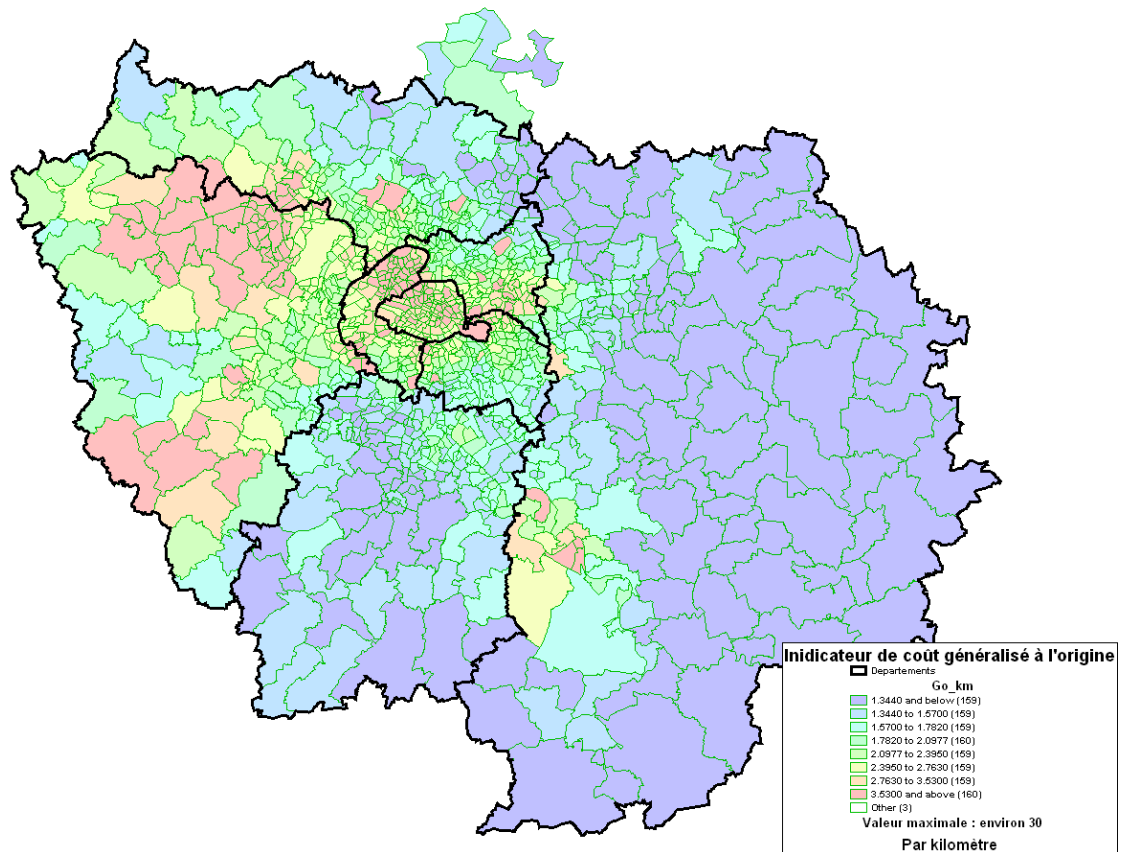 Inidicateur de coût généralisé à l'origine
Departements
Go_km
1.3440 and below (159)
1.3440 to 1.5700 (159)
1.5700 to 1.7820 (159)
1.7820 to 2.0977 (160)
2.0977 to 2.3950 (159)
2.3950 to 2.7630 (159)
2.7630 to 3.5300 (159)
3.5300 and above (160)
Other (3)
Valeur maximale : environ 30
Par kilomètre